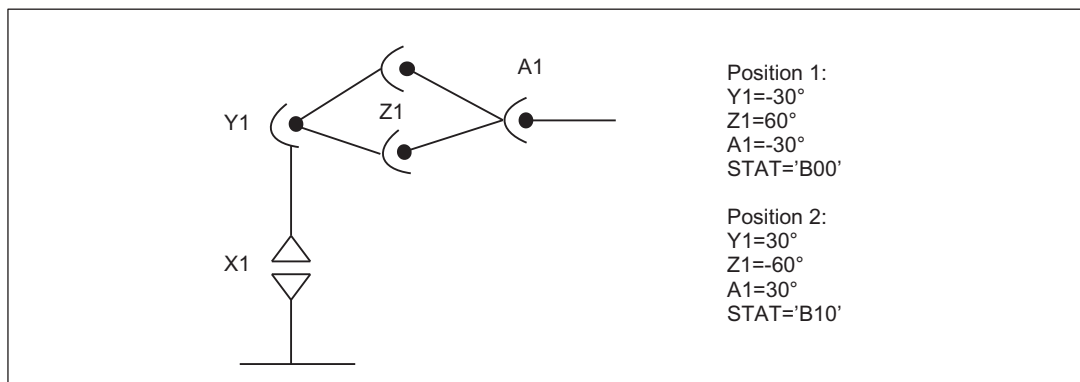 A1
Z1
Y1
X1
Position 1:
Y1=-30°
Z1=60°
A1=-30°
STAT='B00'
Position 2:
Y1=30°
Z1=-60°
A1=30°
STAT='B10'